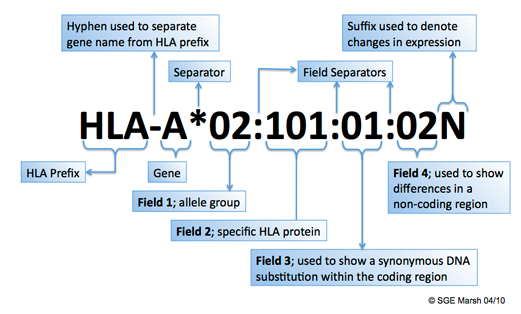 Hyphen used to separate
gene name from HLA prefix
Suffix used to denote
changes in expression
Separator
Field Separators
HLA-A*02:101:01:02N
HLA Prefix
Gene
Field 4; used to show
differences in a
non-coding region
Field 1; allele group
Field 2; specific HLA protein
Field 3; used to show a synonymous DNA
substitution within the coding region
© SGE Marsh 04/10